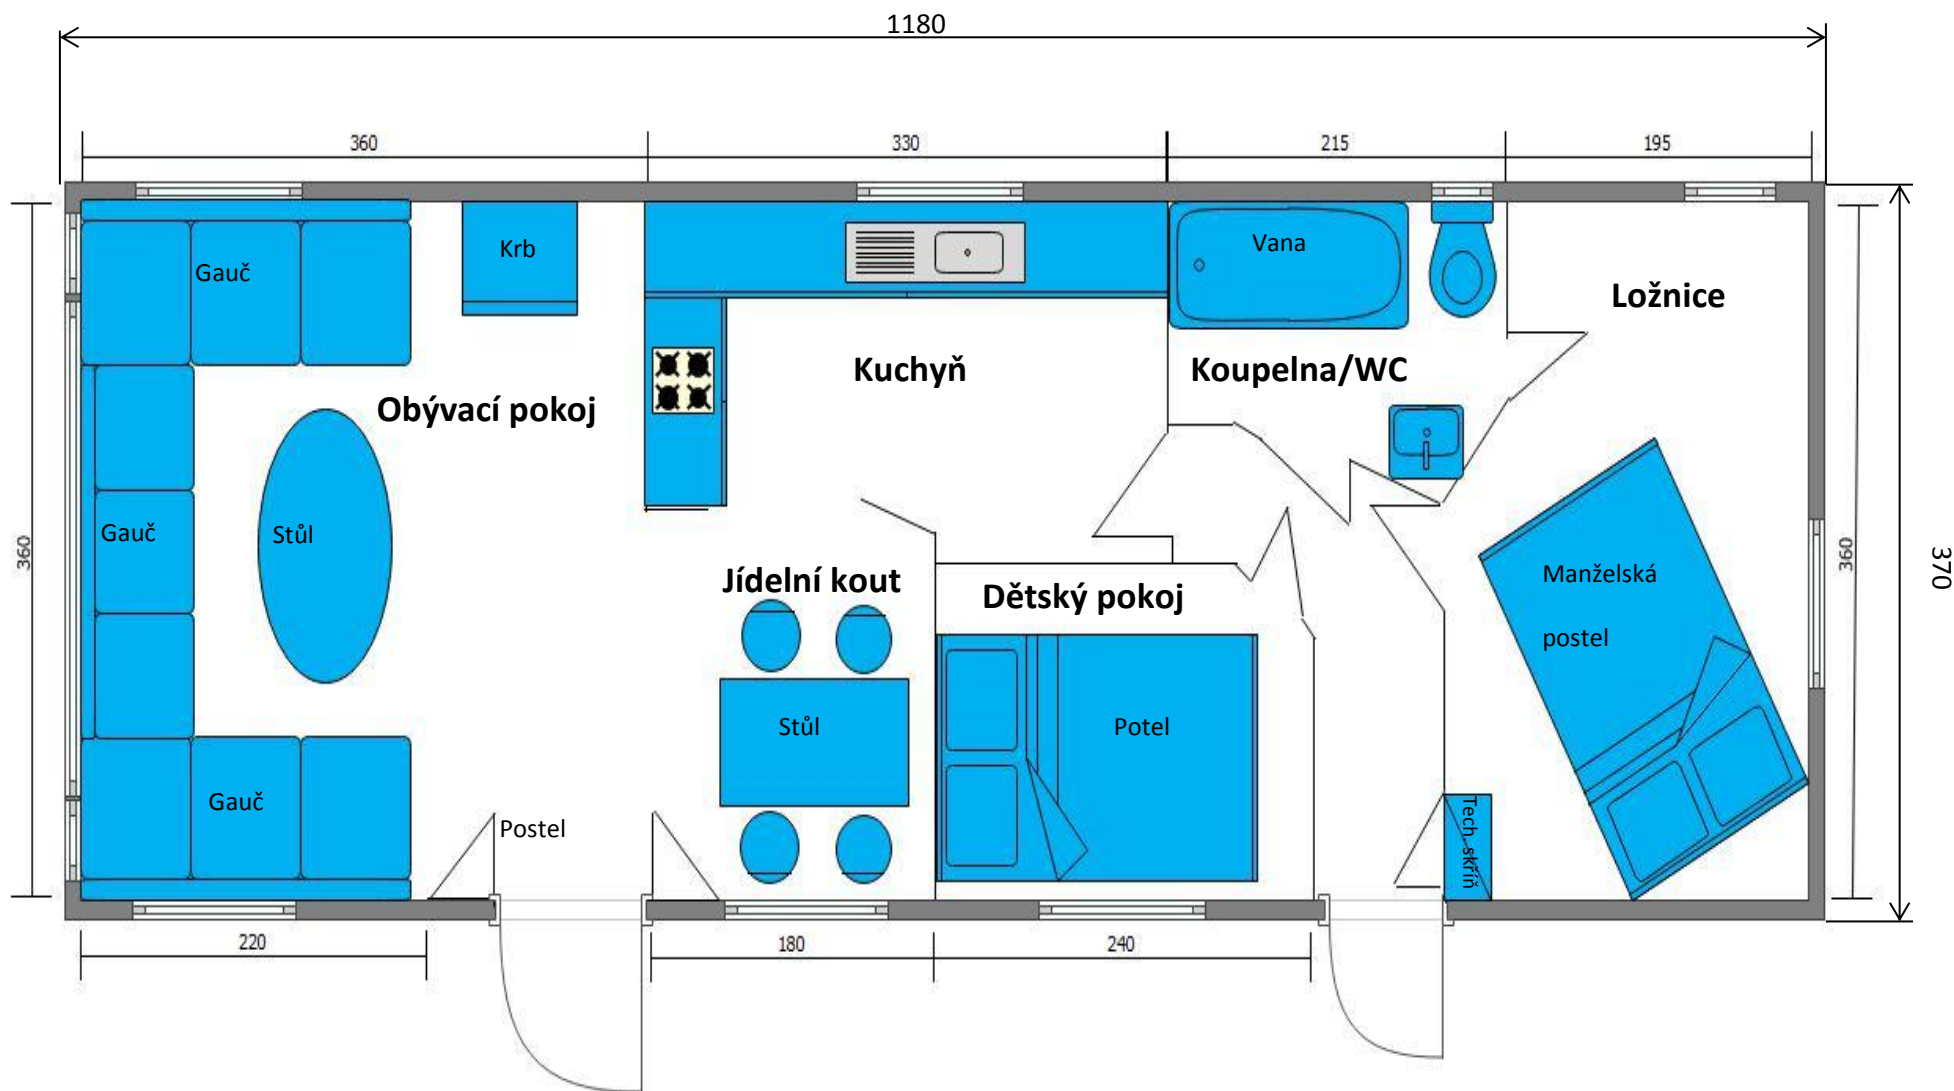 1180
360
330
215
195
Krb
Vana
Gauč
Ložnice
Kuchyň
Koupelna/WC
Obývací pokoj
Gauč
Stůl
360
360
370
Manželská
postel
Jídelní kout
Dětský pokoj
Stůl
Potel
Gauč
Postel
Tech. skříň
220
180
240